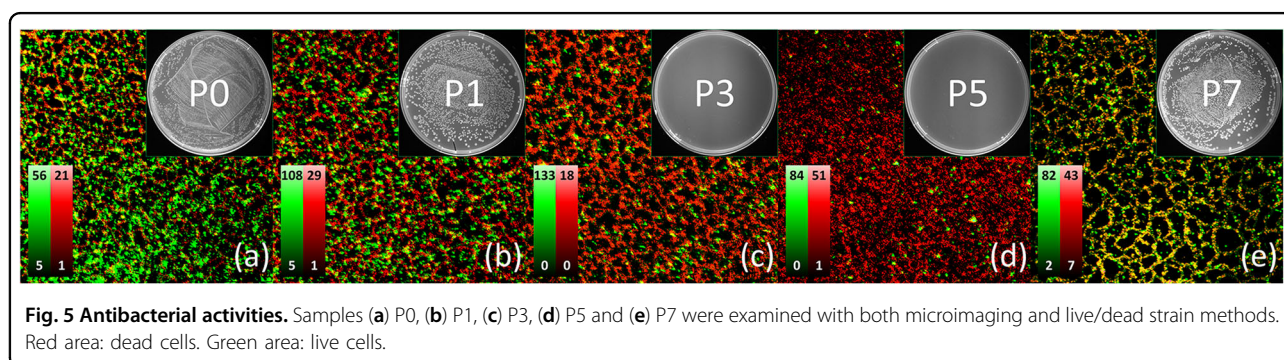 P0 P1 P3 P5 P7
56 21 108 29 133 18 84 51 82 43
5 1 5 1 0 0 0 1 2 7
(a) (b) (c) (d) (e)
Fig. 5 Antibacterial activities. Samples (a) P0, (b) P1, (c) P3, (d) P5 and (e) P7 were examined with both microimaging and live/dead strain methods.
Red area: dead cells. Green area: live cells.